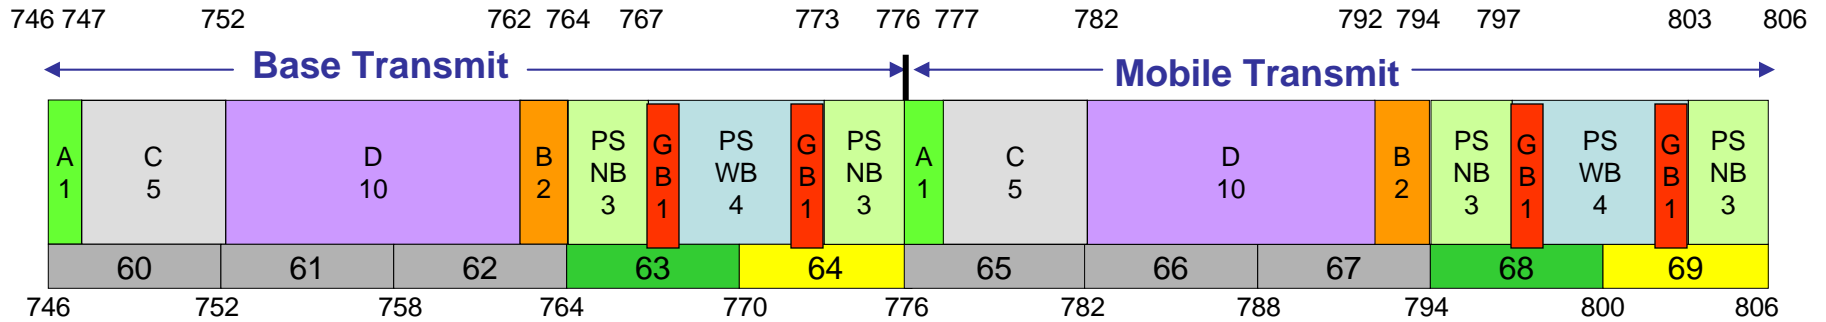 746 747 752 762 764 767 773 776 777 782 792 794 797 803 806
Base Transmit Mobile Transmit
A
1
C
5
D
10
B
2
PS
NB
3
G
B
1
PS
WB
4
G
B
1
PS
NB
3
A
1
C
5
D
10
B
2
PS
NB
3
G
B
1
PS
WB
4
G
B
1
PS
NB
3
60 61 62 63 64 65 66 67 68 69
746 752 758 764 770 776 782 788 794 800 806